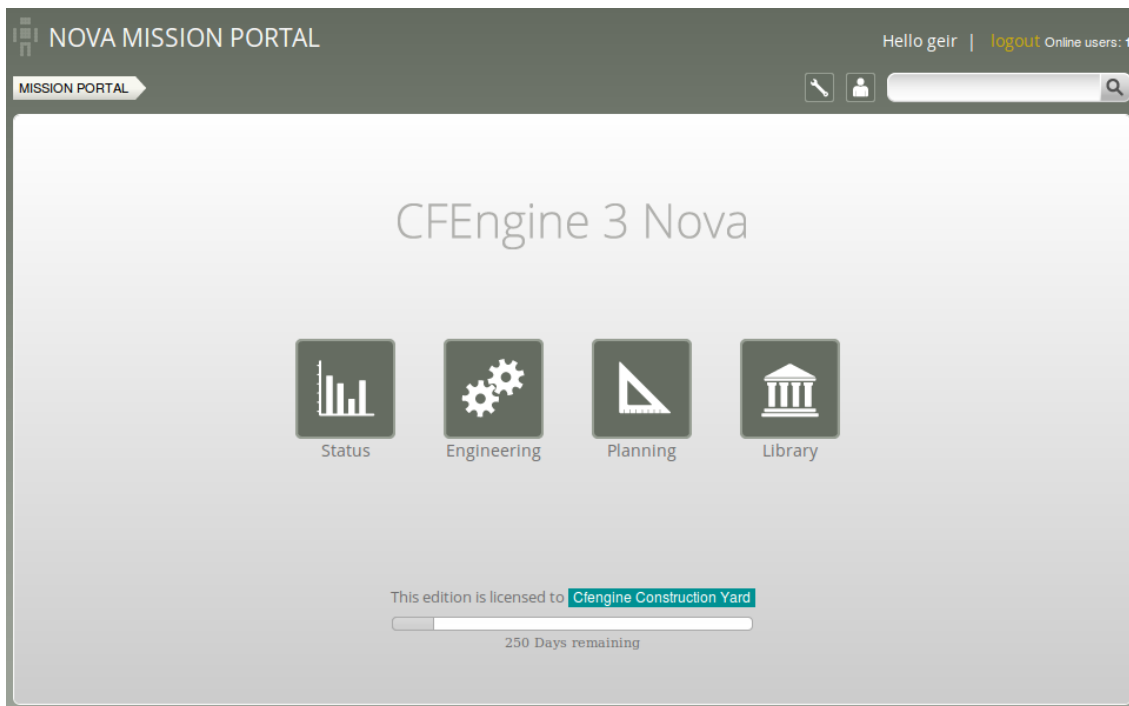 NOVA MISSION PORTAL
Hello geir | logout Online users: 1
MISSION PORTAL
CFEngine 3 Nova
Status Engineering Planning Library
This edition is licensed to Cfengine Construction Yard
250 Days remaining